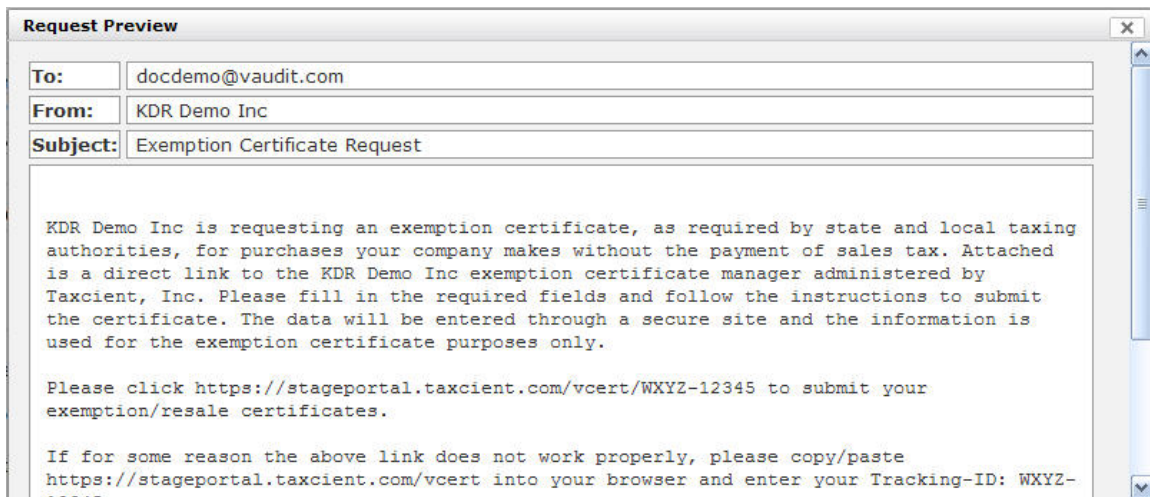 Request Preview
To: docdemo@vaudit.com
From: KDR Demo Inc
Subject: Exemption Certificate Request
KDR Demo Inc is requesting an exemption certificate, as required by state and local taxing
authorities, for purchases your company makes without the payment of sales tax. Attached
is a direct link to the KDR Demo Inc exemption certificate manager administered by
Taxcient, Inc. Please fill in the required fields and follow the instructions to submit
the certificate. The data will be entered through a secure site and the information is
used for the exemption certificate purposes only.
Please click https://stageportal.taxcient.com/vcert/WXYZ-12345 to submit your
exemption/resale certificates.
If for some reason the above link does not work properly, please copy/paste
https://stageportal.taxcient.com/vcert into your browser and enter your Tracking-ID: WXYZ-